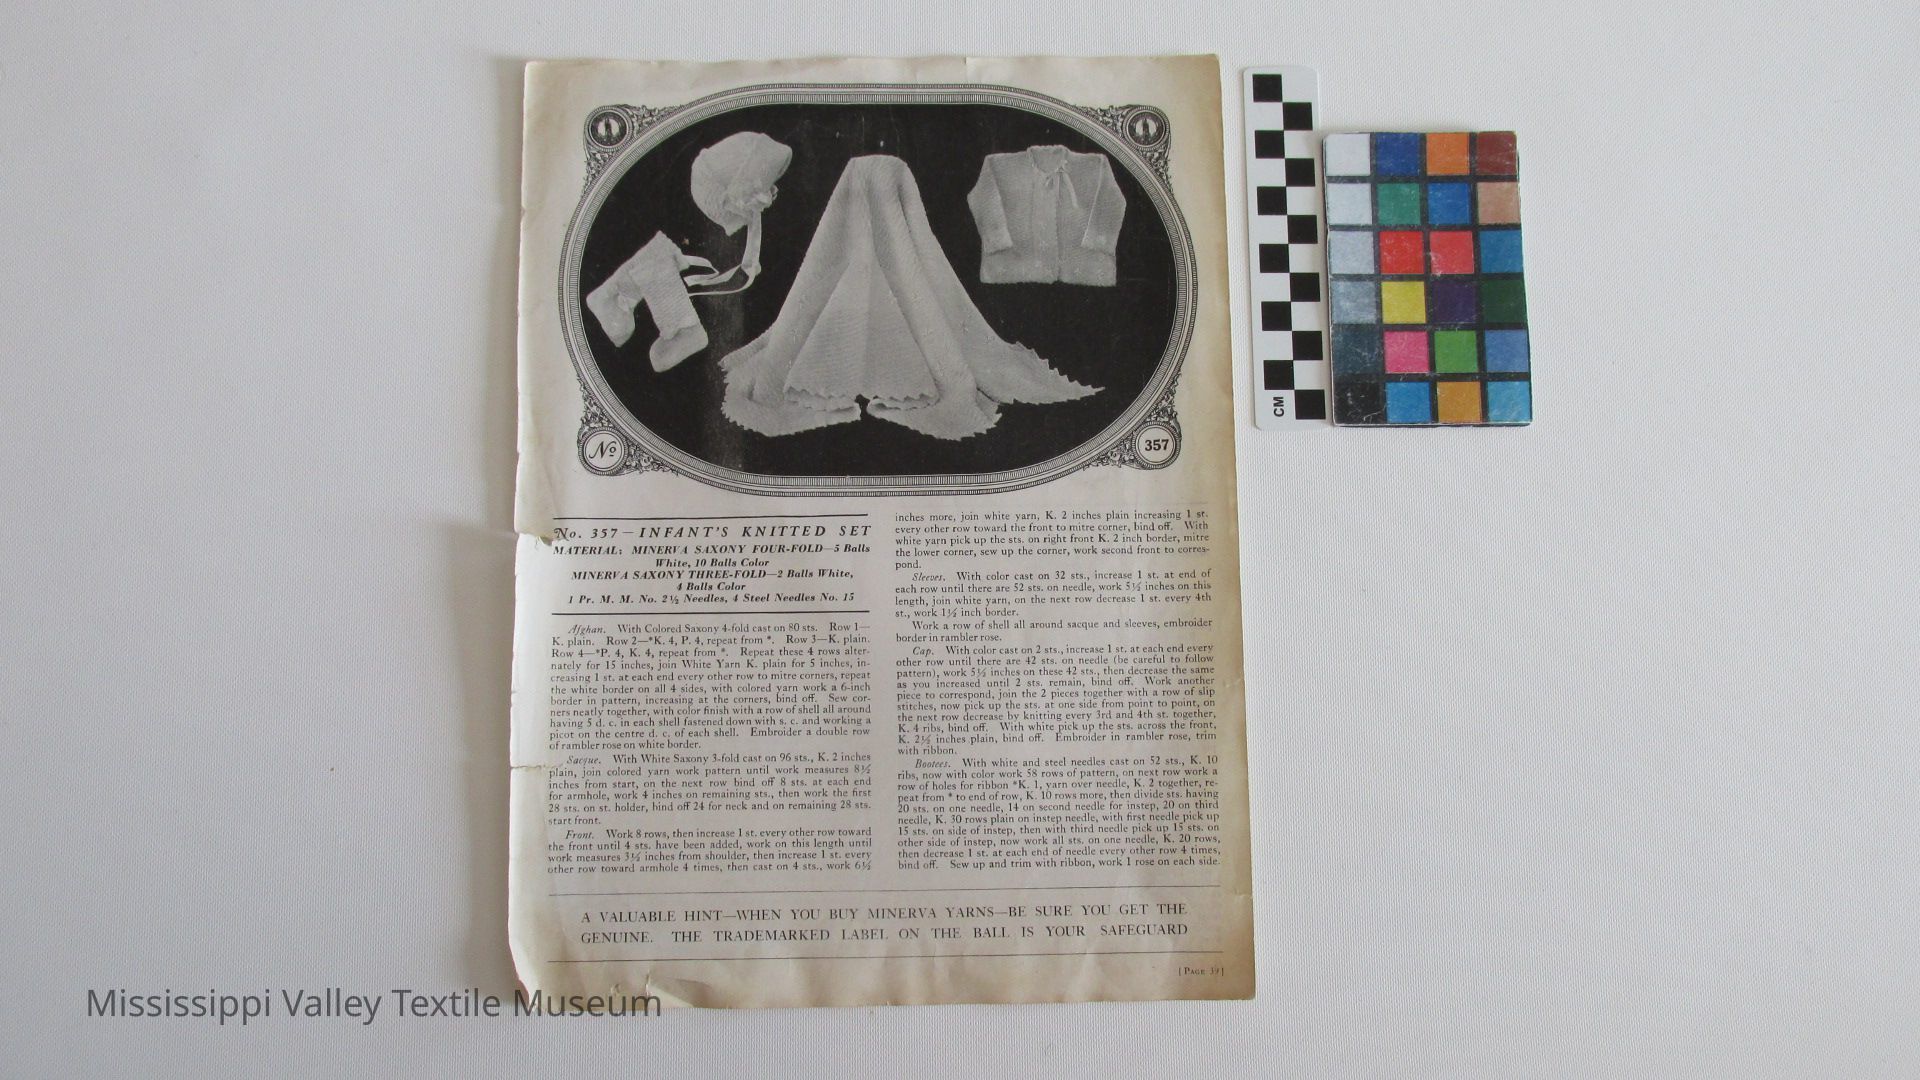 No
357
No. 357—INFANT'S KNITTED SET
MATERIAL: MINERVA SAXONY FOUR-FOLD—5 Balls
White, 10 Balls Color
MINERVA SAXONY THREE-FOLD—2 Balls White,
4 Balls Color
1 Pr. M. M. No. 2½ Needles, 4 Steel Needles No. 15
Afghan. With Colored Saxony 4-fold cast on 80 sts. Row 1—
K. plain. Row 2—*K. 4, P. 4, repeat from *. Row 3—K. plain.
Row 4—*P. 4, K. 4, repeat from *. Repeat these 4 rows alter-
nately for 15 inches, join White Yarn K. plain for 5 inches, in-
creasing 1 st. at each end every other row to mitre corners, repeat
the white border on all 4 sides, with colored yarn work a 6-inch
border in pattern, increasing at the corners, bind off. Sew cor-
ners neatly together, with color finish with a row of shell all around
having 5 d. c. in each shell fastened down with s. c. and working a
picot on the centre d. c. of each shell. Embroider a double row
of rambler rose on white border.
Sacque. With White Saxony 3-fold cast on 96 sts., K. 2 inches
plain, join colored yarn work pattern until work measures 8½
inches from start, on the next row bind off 8 sts. at each end
for armhole, work 4 inches on remaining sts., then work the first
28 sts. on st. holder, bind off 24 for neck and on remaining 28 sts.
start front.
Front. Work 8 rows, then increase 1 st. every other row toward
the front until 4 sts. have been added, work on this length until
work measures 3½ inches from shoulder, then increase 1 st. every
other row toward armhole 4 times, then cast on 4 sts., work 6½
inches more, join white yarn, K. 2 inches plain increasing 1 st.
every other row toward the front to mitre corner, bind off. With
white yarn pick up the sts. on right front K. 2 inch border, mitre
the lower corner, sew up the corner, work second front to corres-
pond.
Sleeves. With color cast on 32 sts., increase 1 st. at end of
each row until there are 52 sts. on needle, work 5½ inches on this
length, join white yarn, on the next row decrease 1 st. every 4th
st., work 1½ inch border.
Work a row of shell all around sacque and sleeves, embroider
border in rambler rose.
Cap. With color cast on 2 sts., increase 1 st. at each end every
other row until there are 42 sts. on needle (be careful to follow
pattern), work 5½ inches on these 42 sts., then decrease the same
as you increased until 2 sts. remain, bind off. Work another
piece to correspond, join the 2 pieces together with a row of slip
stitches, now pick up the sts. at one side from point to point, on
the next row decrease by knitting every 3rd and 4th st. together,
K. 4 ribs, bind off. With white pick up the sts. across the front,
K. 2½ inches plain, bind off. Embroider in rambler rose, trim
with ribbon.
Bootees. With white and steel needles cast on 52 sts., K. 10
ribs, now with color work 58 rows of pattern, on next row work a
row of holes for ribbon *K. 1, yarn over needle, K. 2 together, re-
peat from * to end of row, K. 10 rows more, then divide sts. having
20 sts. on one needle, 14 on second needle for instep, 20 on third
needle, K. 30 rows plain on instep needle, with first needle pick up
15 sts. on side of instep, then with third needle pick up 15 sts. on
other side of instep, now work all sts. on one needle, K. 20 rows,
then decrease 1 st. at each end of needle every other row 4 times,
bind off. Sew up and trim with ribbon, work 1 rose on each side.
A VALUABLE HINT—WHEN YOU BUY MINERVA YARNS—BE SURE YOU GET THE
GENUINE. THE TRADEMARKED LABEL ON THE BALL IS YOUR SAFEGUARD
[PAGE 39]
CM
Mississippi Valley Textile Museum